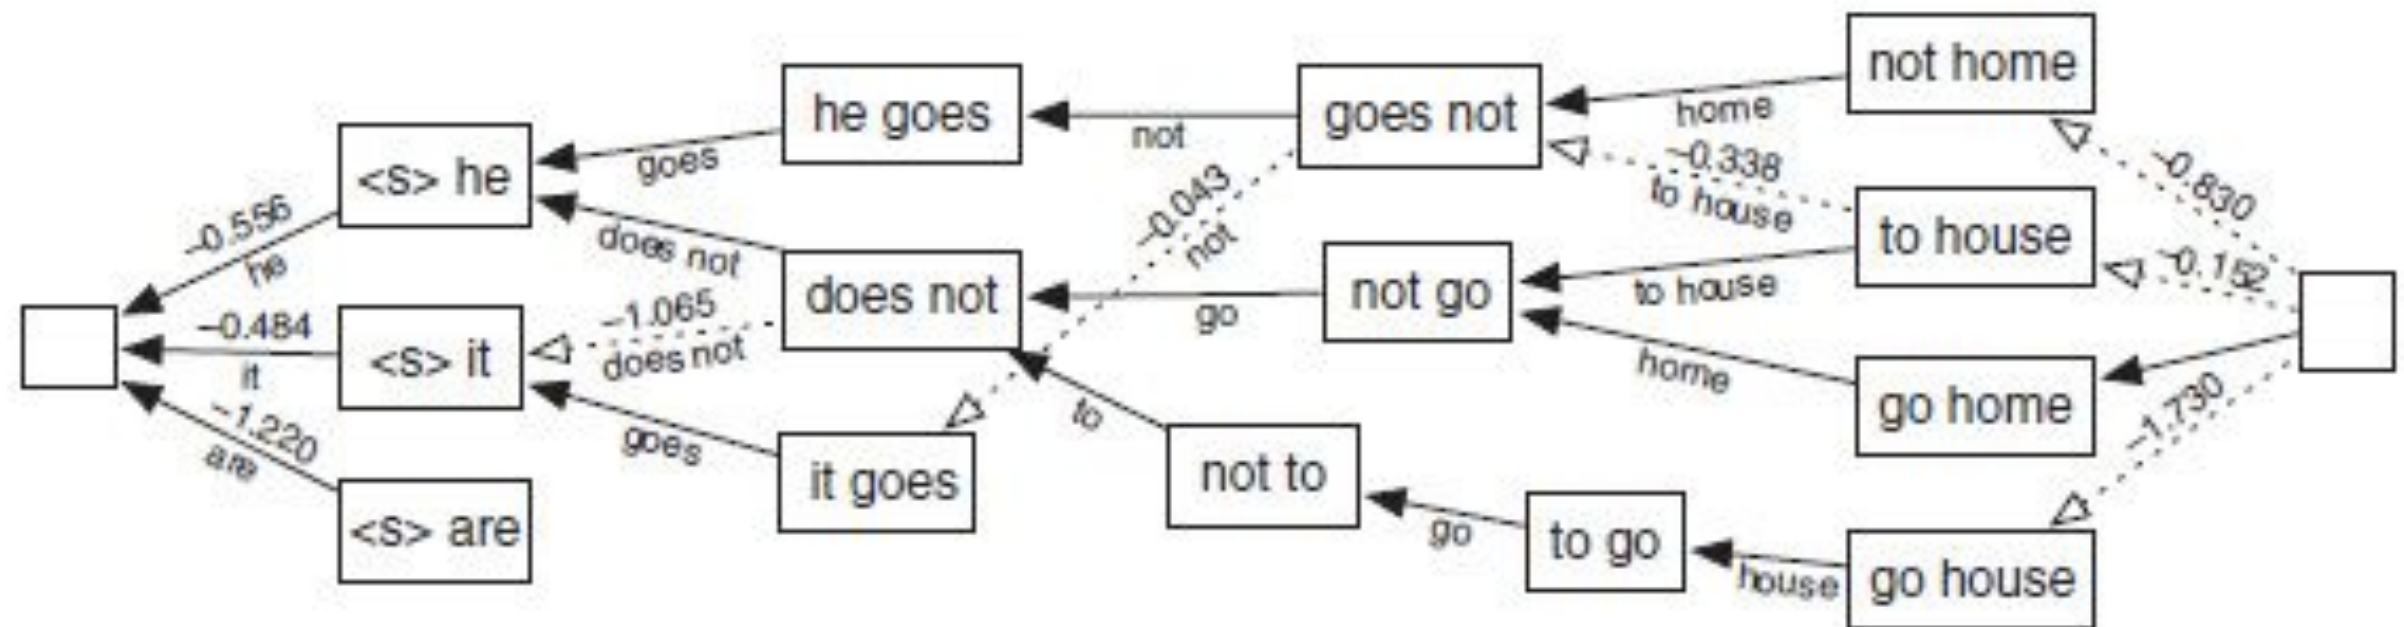 <s> he
<s> it
<s> are
he goes
does not
it goes
goes not
not go
not to
to go
not home
to house
go home
go house
−0.556
he
−0.484
it
−1.220
are
goes
does not
−1.065
does not
goes
not
−0.043
not
go
to
go
home
−0.338
to house
to house
home
house
−0.830
−0.152
−1.730